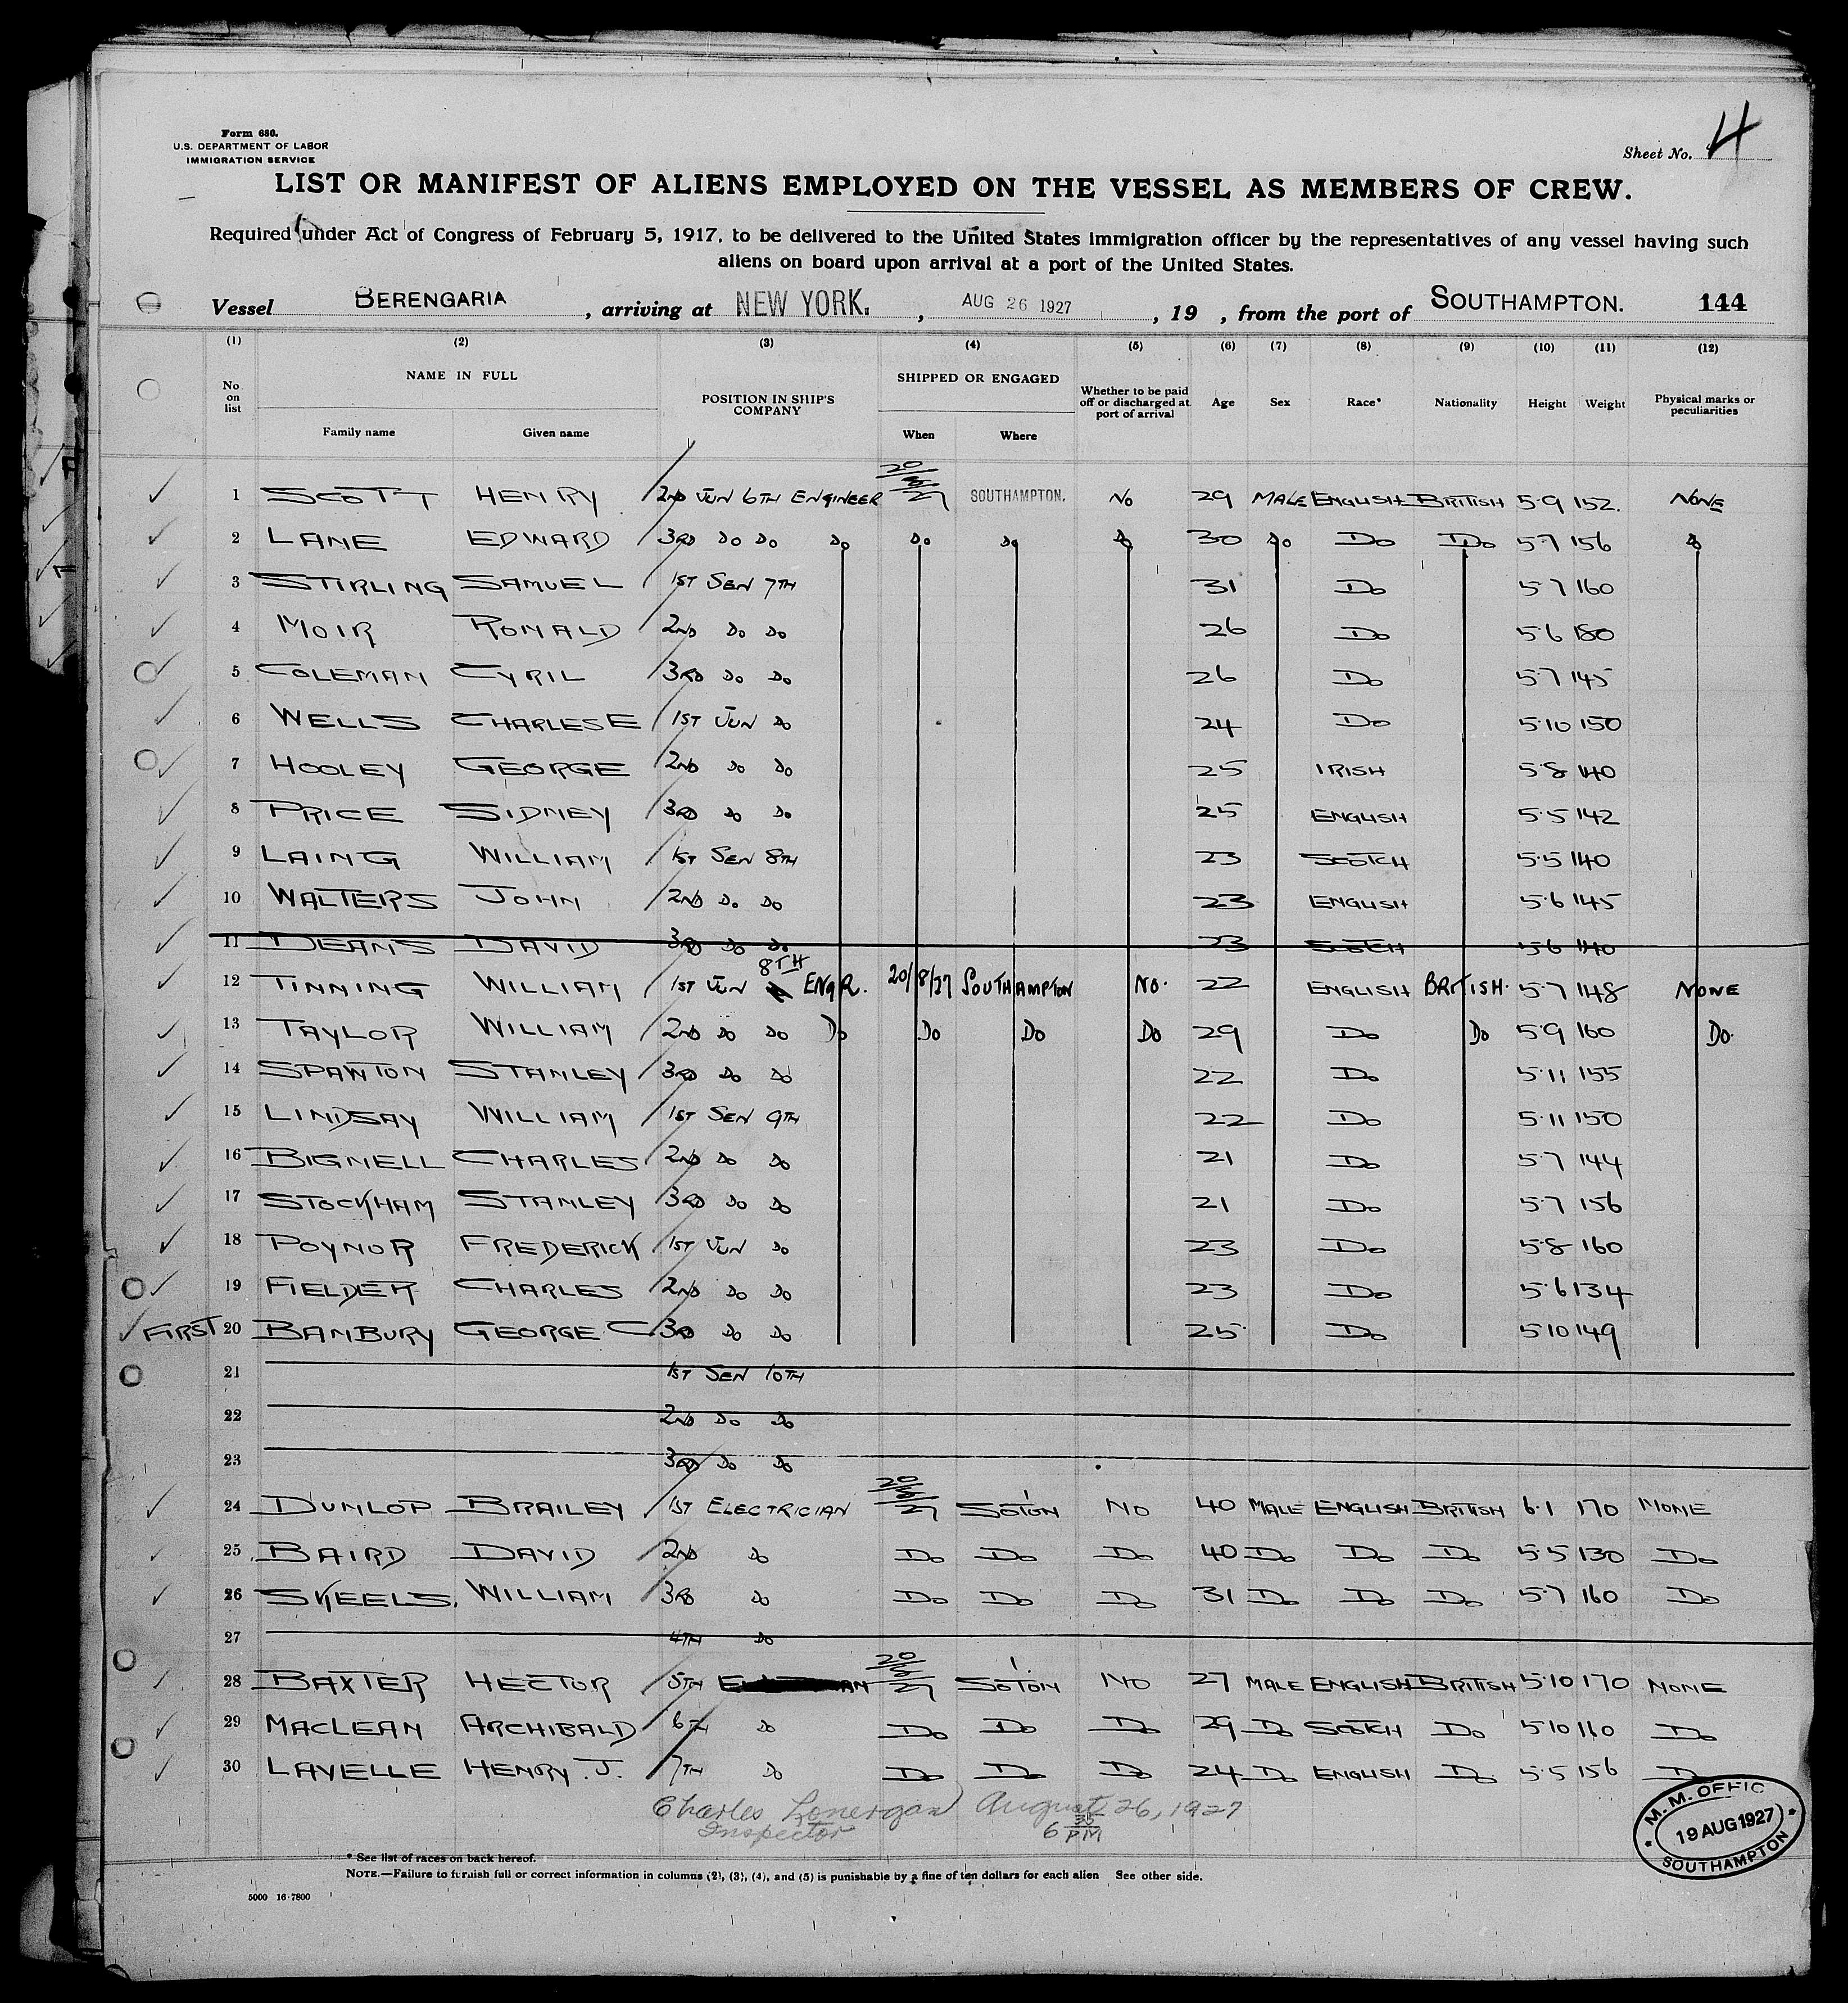 Form 680.
U.S. DEPARTMENT OF LABOR
IMMIGRATION SERVICE
Sheet No. 4
LIST OR MANIFEST OF ALIENS EMPLOYED ON THE VESSEL AS MEMBERS OF CREW.
Required under Act of Congress of February 5, 1917, to be delivered to the United States immigration officer by the representatives of any vessel having such
aliens on board upon arrival at a port of the United States.
Vessel BERENGARIA, arriving at NEW YORK., AUG 26 1927, 19 , from the port of SOUTHAMPTON. 144
(1) (2) (3) (4) (5) (6) (7) (8) (9) (10) (11) (12)
No on list NAME IN FULL Family name Given name POSITION IN SHIP'S COMPANY SHIPPED OR ENGAGED When Where Whether to be paid off or discharged at port of arrival Age Sex Race* Nationality Height Weight Physical marks or peculiarities
1 SCOTT HENRY 2ND JUN 6TH ENGINEER 20/8/27 SOUTHAMPTON. NO 29 MALE ENGLISH BRITISH 5·9 152. NONE
2 LANE EDWARD 3RD DO DO DO DO DO DO 30 DO DO DO 5·7 156 DO
3 STIRLING SAMUEL 1ST SEN 7TH 31 DO 5·7 160
4 MOIR RONALD 2ND DO DO 26 DO 5·6 180
5 COLEMAN CYRIL 3RD DO DO 26 DO 5·7 145
6 WELLS CHARLES E 1ST JUN DO 24 DO 5·10 150
7 HOOLEY GEORGE 2ND DO DO 25 IRISH 5·8 140
8 PRICE SIDNEY 3RD DO DO 25 ENGLISH 5·5 142
9 LAING WILLIAM 1ST SEN 8TH 23 SCOTCH 5·5 140
10 WALTERS JOHN 2ND DO DO 23 ENGLISH 5·6 145
11 DEANS DAVID 3RD DO DO 23 SCOTCH 5·6 140
12 TINNING WILLIAM 1ST JUN 8TH ENGR. 20/8/27 SOUTHAMPTON NO. 22 ENGLISH BRITISH. 5·7 148 NONE
13 TAYLOR WILLIAM 2ND DO DO DO DO DO DO 29 DO DO 5·9 160 DO.
14 SPAWTON STANLEY 3RD DO DO 22 DO 5·11 155
15 LINDSAY WILLIAM 1ST SEN 9TH 22 DO 5·11 150
16 BIGNELL CHARLES 2ND DO DO 21 DO 5·7 144
17 STOCKHAM STANLEY 3RD DO DO 21 DO 5·7 156
18 POYNOR FREDERICK 1ST JUN DO 23 DO 5·8 160
19 FIELDER CHARLES 2ND DO DO 23 DO 5·6 134
FIRST 20 BANBURY GEORGE C 3RD DO DO 25 DO 5·10 149
21 1ST SEN 10TH
22 2ND DO DO
23 3RD DO DO
24 DUNLOP BRAILEY 1ST ELECTRICIAN 20/8/27 SO'TON NO 40 MALE ENGLISH BRITISH 6·1 170 NONE
25 BAIRD DAVID 2ND DO DO DO DO 40 DO DO DO 5·5 130 DO
26 SKEELS. WILLIAM 3RD DO DO DO DO 31 DO DO DO 5·7 160 DO
27 4TH DO
28 BAXTER HECTOR 5TH 20/8/27 SO'TON NO 27 MALE ENGLISH BRITISH 5·10 170 NONE
29 MACLEAN ARCHIBALD 6TH DO DO DO DO 29 DO SCOTCH DO 5·10 160 DO
30 LAVELLE HENRY. J. 7TH DO DO DO DO 24 DO ENGLISH DO 5·5 156 DO
Charles Lonergan August 26, 1927
Inspector 6 PM
M.M. OFFIC
19 AUG 1927
SOUTHAMPTON
* See list of races on back hereof.
NOTE.—Failure to furnish full or correct information in columns (2), (3), (4), and (5) is punishable by a fine of ten dollars for each alien See other side.
5000 16-7800